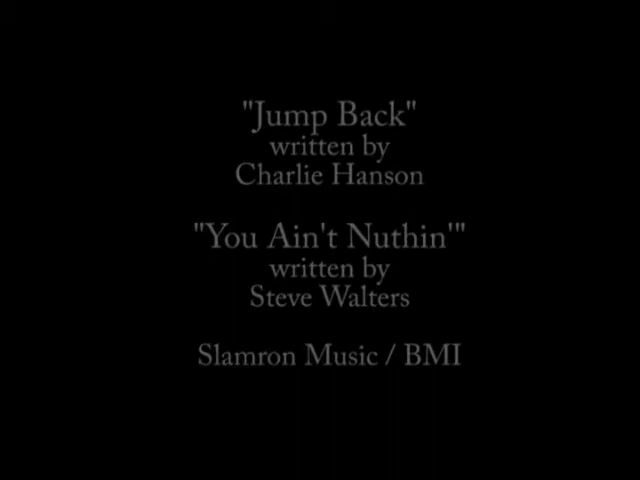 "Jump Back"
written by
Charlie Hanson
"You Ain't Nuthin'"
written by
Steve Walters
Slamron Music / BMI